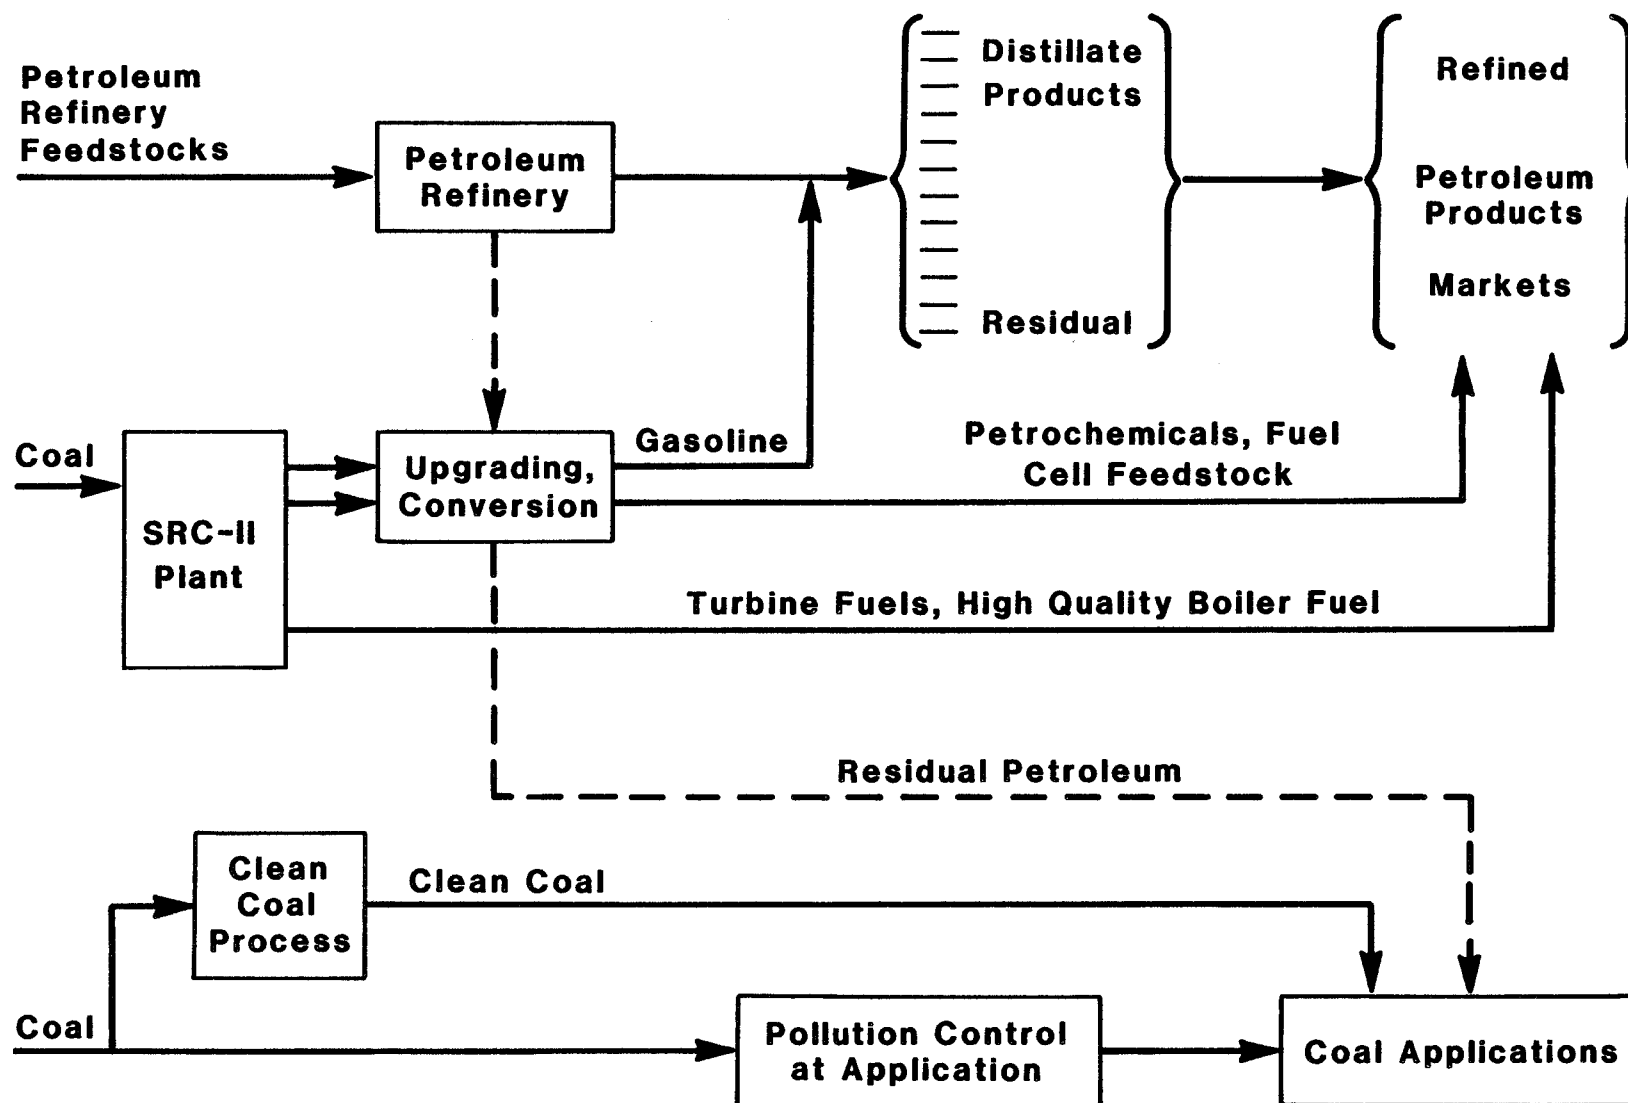 Petroleum
Refinery
Feedstocks
Petroleum
Refinery
Distillate
Products
Residual
Refined
Petroleum
Products
Markets
Coal
SRC-II
Plant
Upgrading,
Conversion
Gasoline
Petrochemicals, Fuel
Cell Feedstock
Turbine Fuels, High Quality Boiler Fuel
Residual Petroleum
Clean
Coal
Process
Clean Coal
Coal
Pollution Control
at Application
Coal Applications